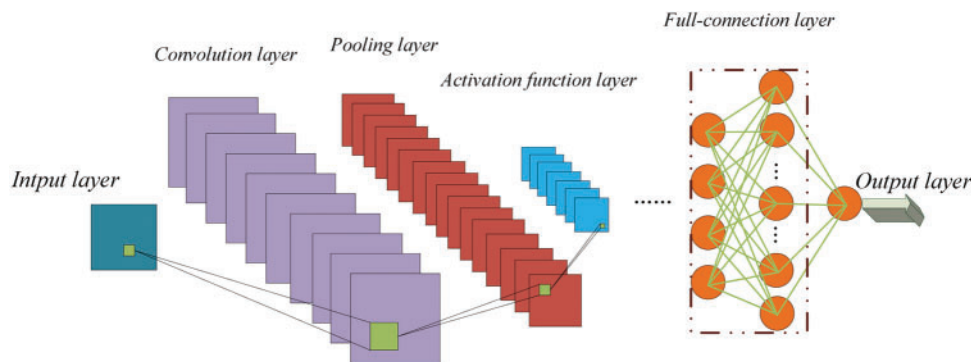 Full-connection layer
Pooling layer
Convolution layer
Activation function layer
Intput layer
......
Output layer